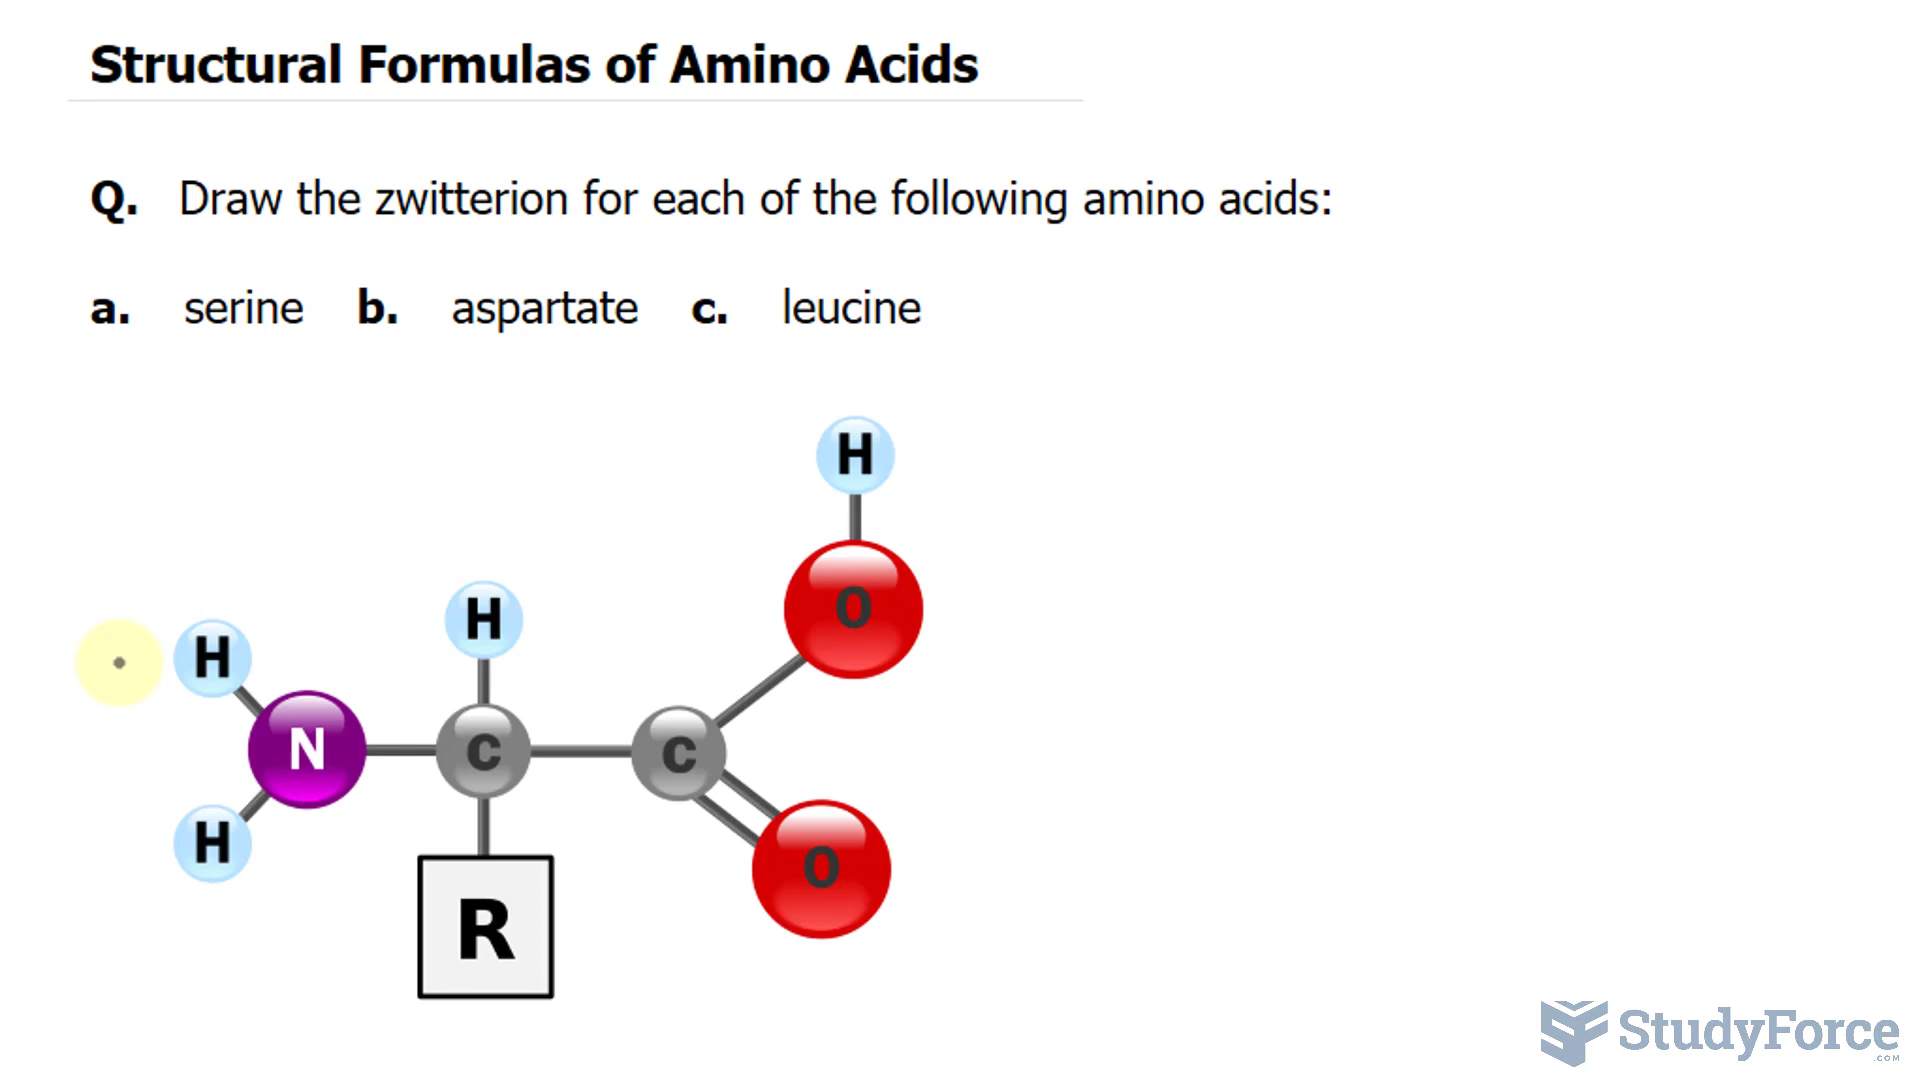 Structural Formulas of Amino Acids
Q. Draw the zwitterion for each of the following amino acids:
a. serine b. aspartate c. leucine
H
O
H
H
N C C
H
O
R
StudyForce
.COM